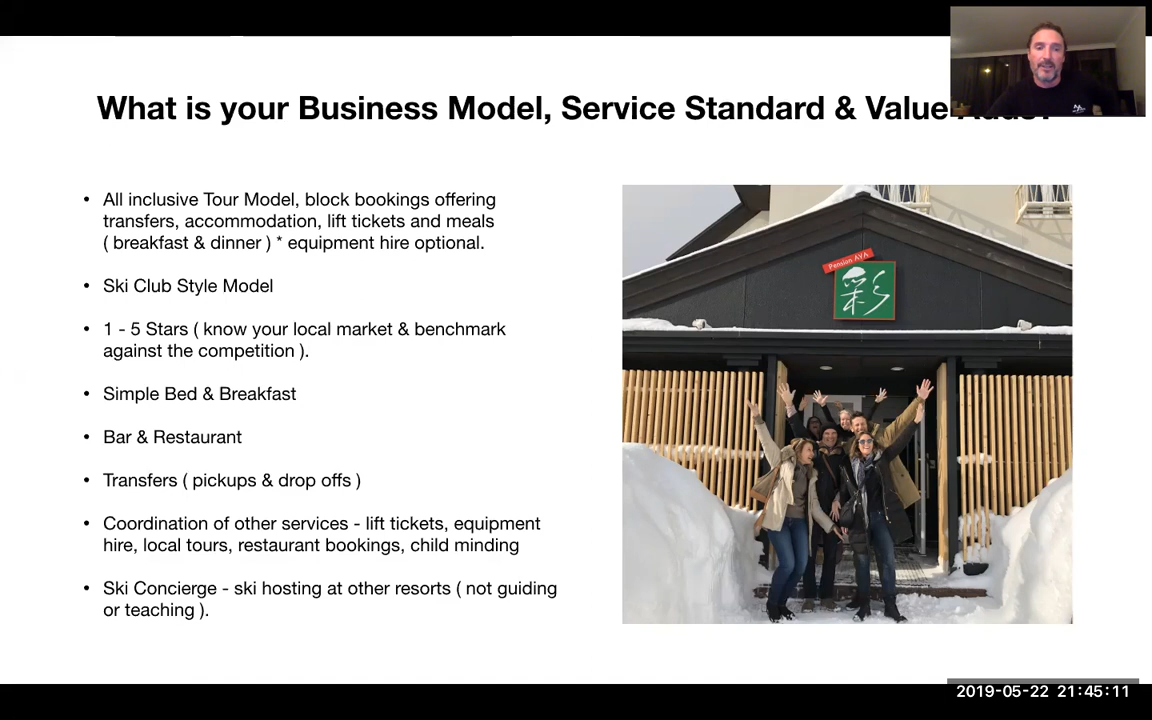 What is your Business Model, Service Standard & Value
• All inclusive Tour Model, block bookings offering
transfers, accommodation, lift tickets and meals
( breakfast & dinner ) * equipment hire optional.
• Ski Club Style Model
• 1 - 5 Stars ( know your local market & benchmark
against the competition ).
• Simple Bed & Breakfast
• Bar & Restaurant
• Transfers ( pickups & drop offs )
• Coordination of other services - lift tickets, equipment
hire, local tours, restaurant bookings, child minding
• Ski Concierge - ski hosting at other resorts ( not guiding
or teaching ).
Pension AYA
彩
2019-05-22 21:45:11